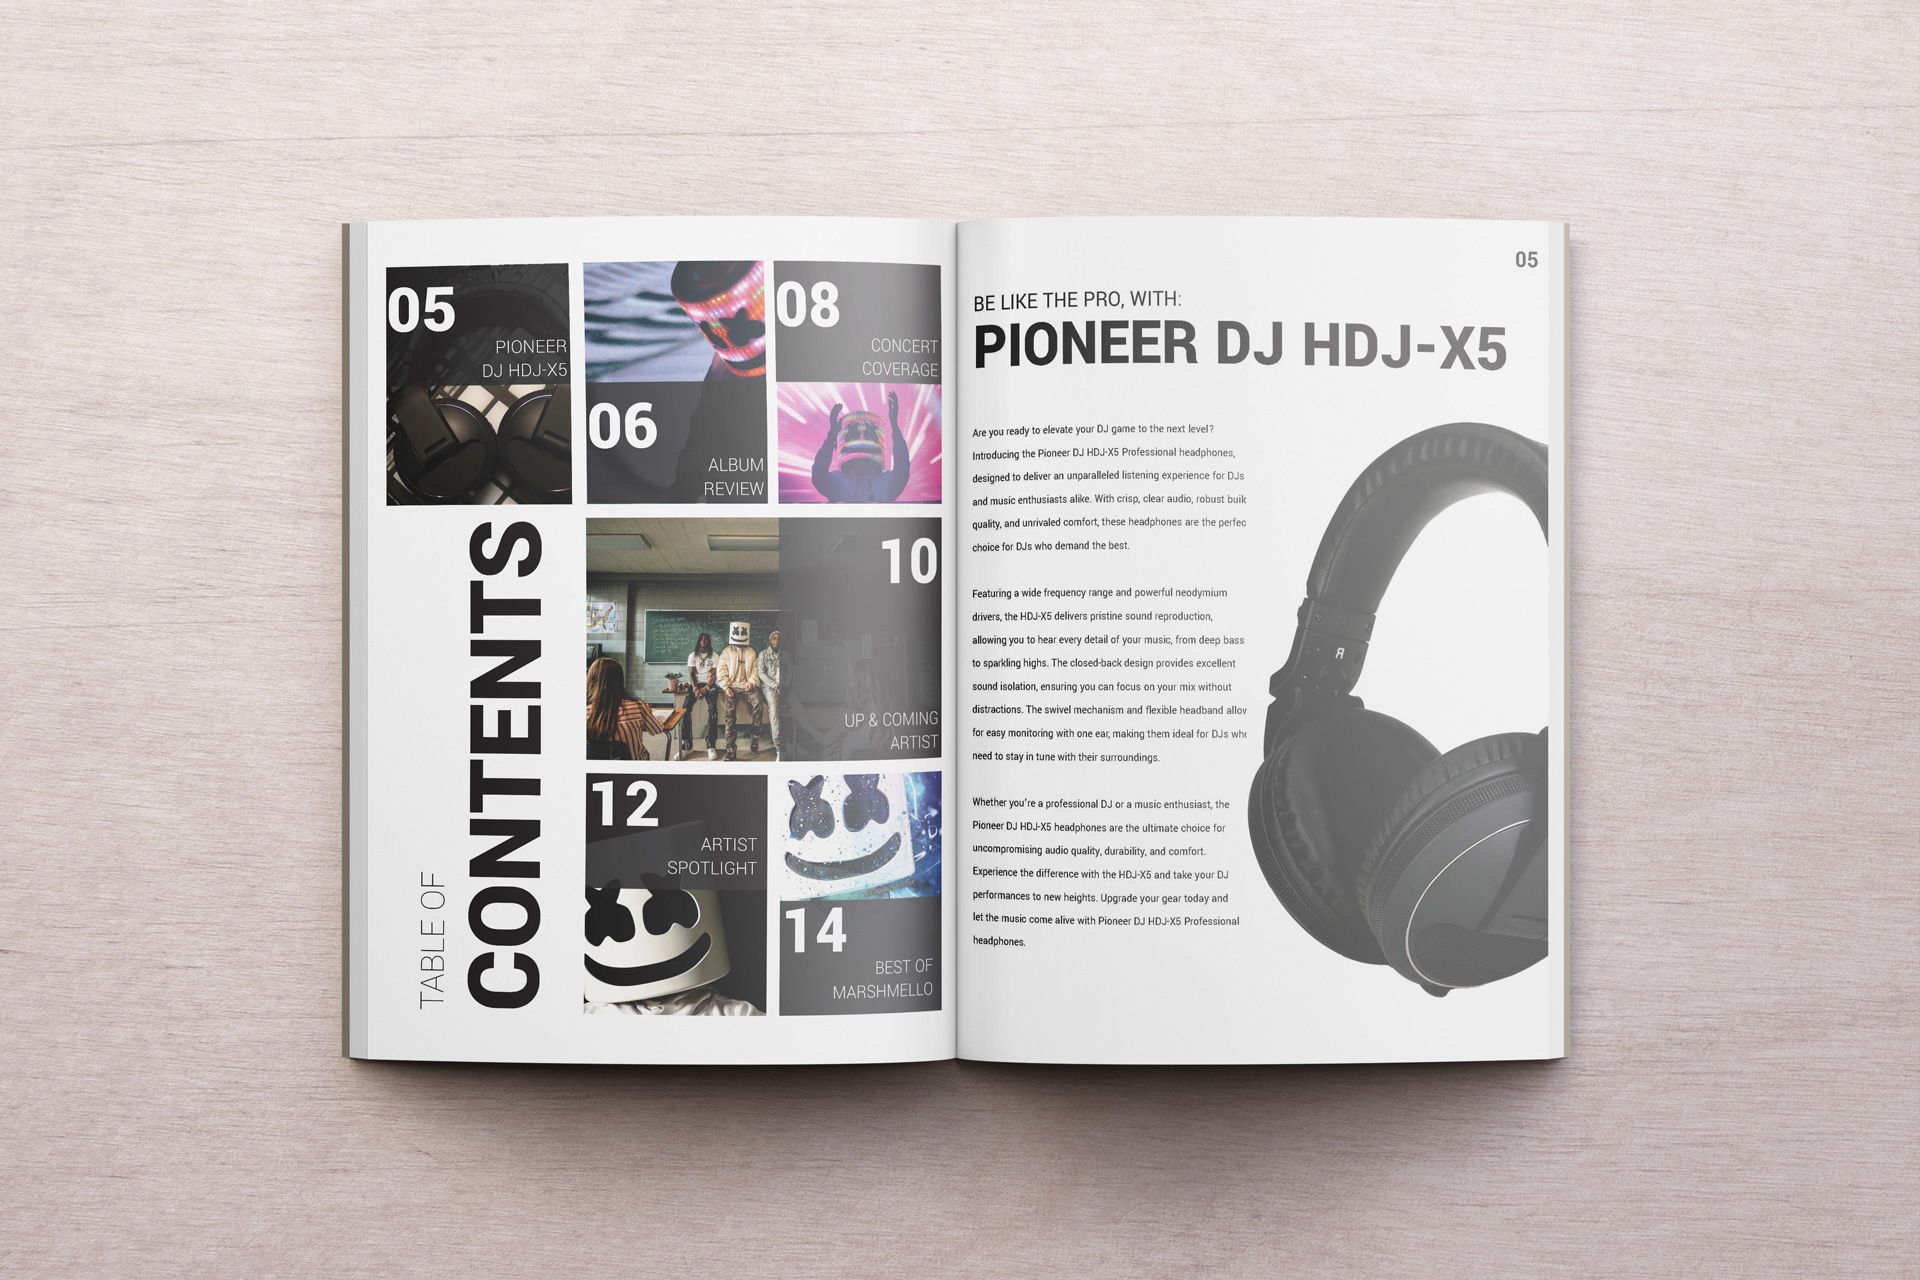 05
PIONEER
DJ HDJ-X5
06
ALBUM
REVIEW
08
CONCERT
COVERAGE
10
UP & COMING
ARTIST
12
ARTIST
SPOTLIGHT
14
BEST OF
MARSHMELLO
TABLE OF
CONTENTS
05
BE LIKE THE PRO, WITH:
PIONEER DJ HDJ-X5
Are you ready to elevate your DJ game to the next level?
Introducing the Pioneer DJ HDJ-X5 Professional headphones,
designed to deliver an unparalleled listening experience for DJs
and music enthusiasts alike. With crisp, clear audio, robust built
quality, and unrivaled comfort, these headphones are the perfec
choice for DJs who demand the best.
Featuring a wide frequency range and powerful neodymium
drivers, the HDJ-X5 delivers pristine sound reproduction,
allowing you to hear every detail of your music, from deep bass
to sparkling highs. The closed-back design provides excellent
sound isolation, ensuring you can focus on your mix without
distractions. The swivel mechanism and flexible headband allow
for easy monitoring with one ear, making them ideal for DJs who
need to stay in tune with their surroundings.
Whether you're a professional DJ or a music enthusiast, the
Pioneer DJ HDJ-X5 headphones are the ultimate choice for
uncompromising audio quality, durability, and comfort.
Experience the difference with the HDJ-X5 and take your DJ
performances to new heights. Upgrade your gear today and
let the music come alive with Pioneer DJ HDJ-X5 Professional
headphones.
R